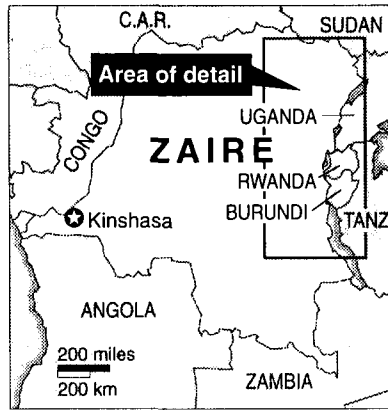 SUDAN
C.A.R.
Area of detail
UGANDA
CONGO
ZAIRE
RWANDA
BURUNDI
TANZ
Kinshasa
ANGOLA
200 miles
200 km
ZAMBIA